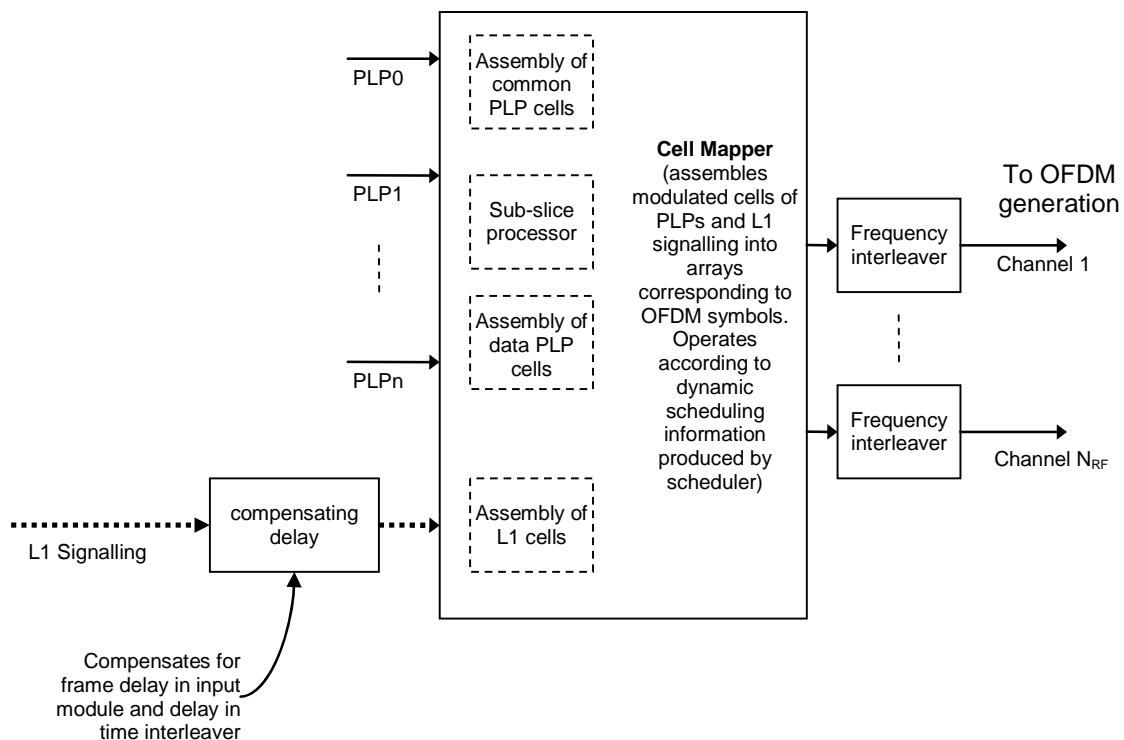 PLP0
PLP1
PLPn
Assembly of
common
PLP cells
Sub-slice
processor
Assembly of
data PLP
cells
Assembly of
L1 cells
Cell Mapper
(assembles
modulated cells of
PLPs and L1
signalling into
arrays
corresponding to
OFDM symbols.
Operates
according to
dynamic
scheduling
information
produced by
scheduler)
Frequency
interleaver
To OFDM
generation
Channel 1
Frequency
interleaver
Channel NRF
L1 Signalling
compensating
delay
Compensates for
frame delay in input
module and delay in
time interleaver